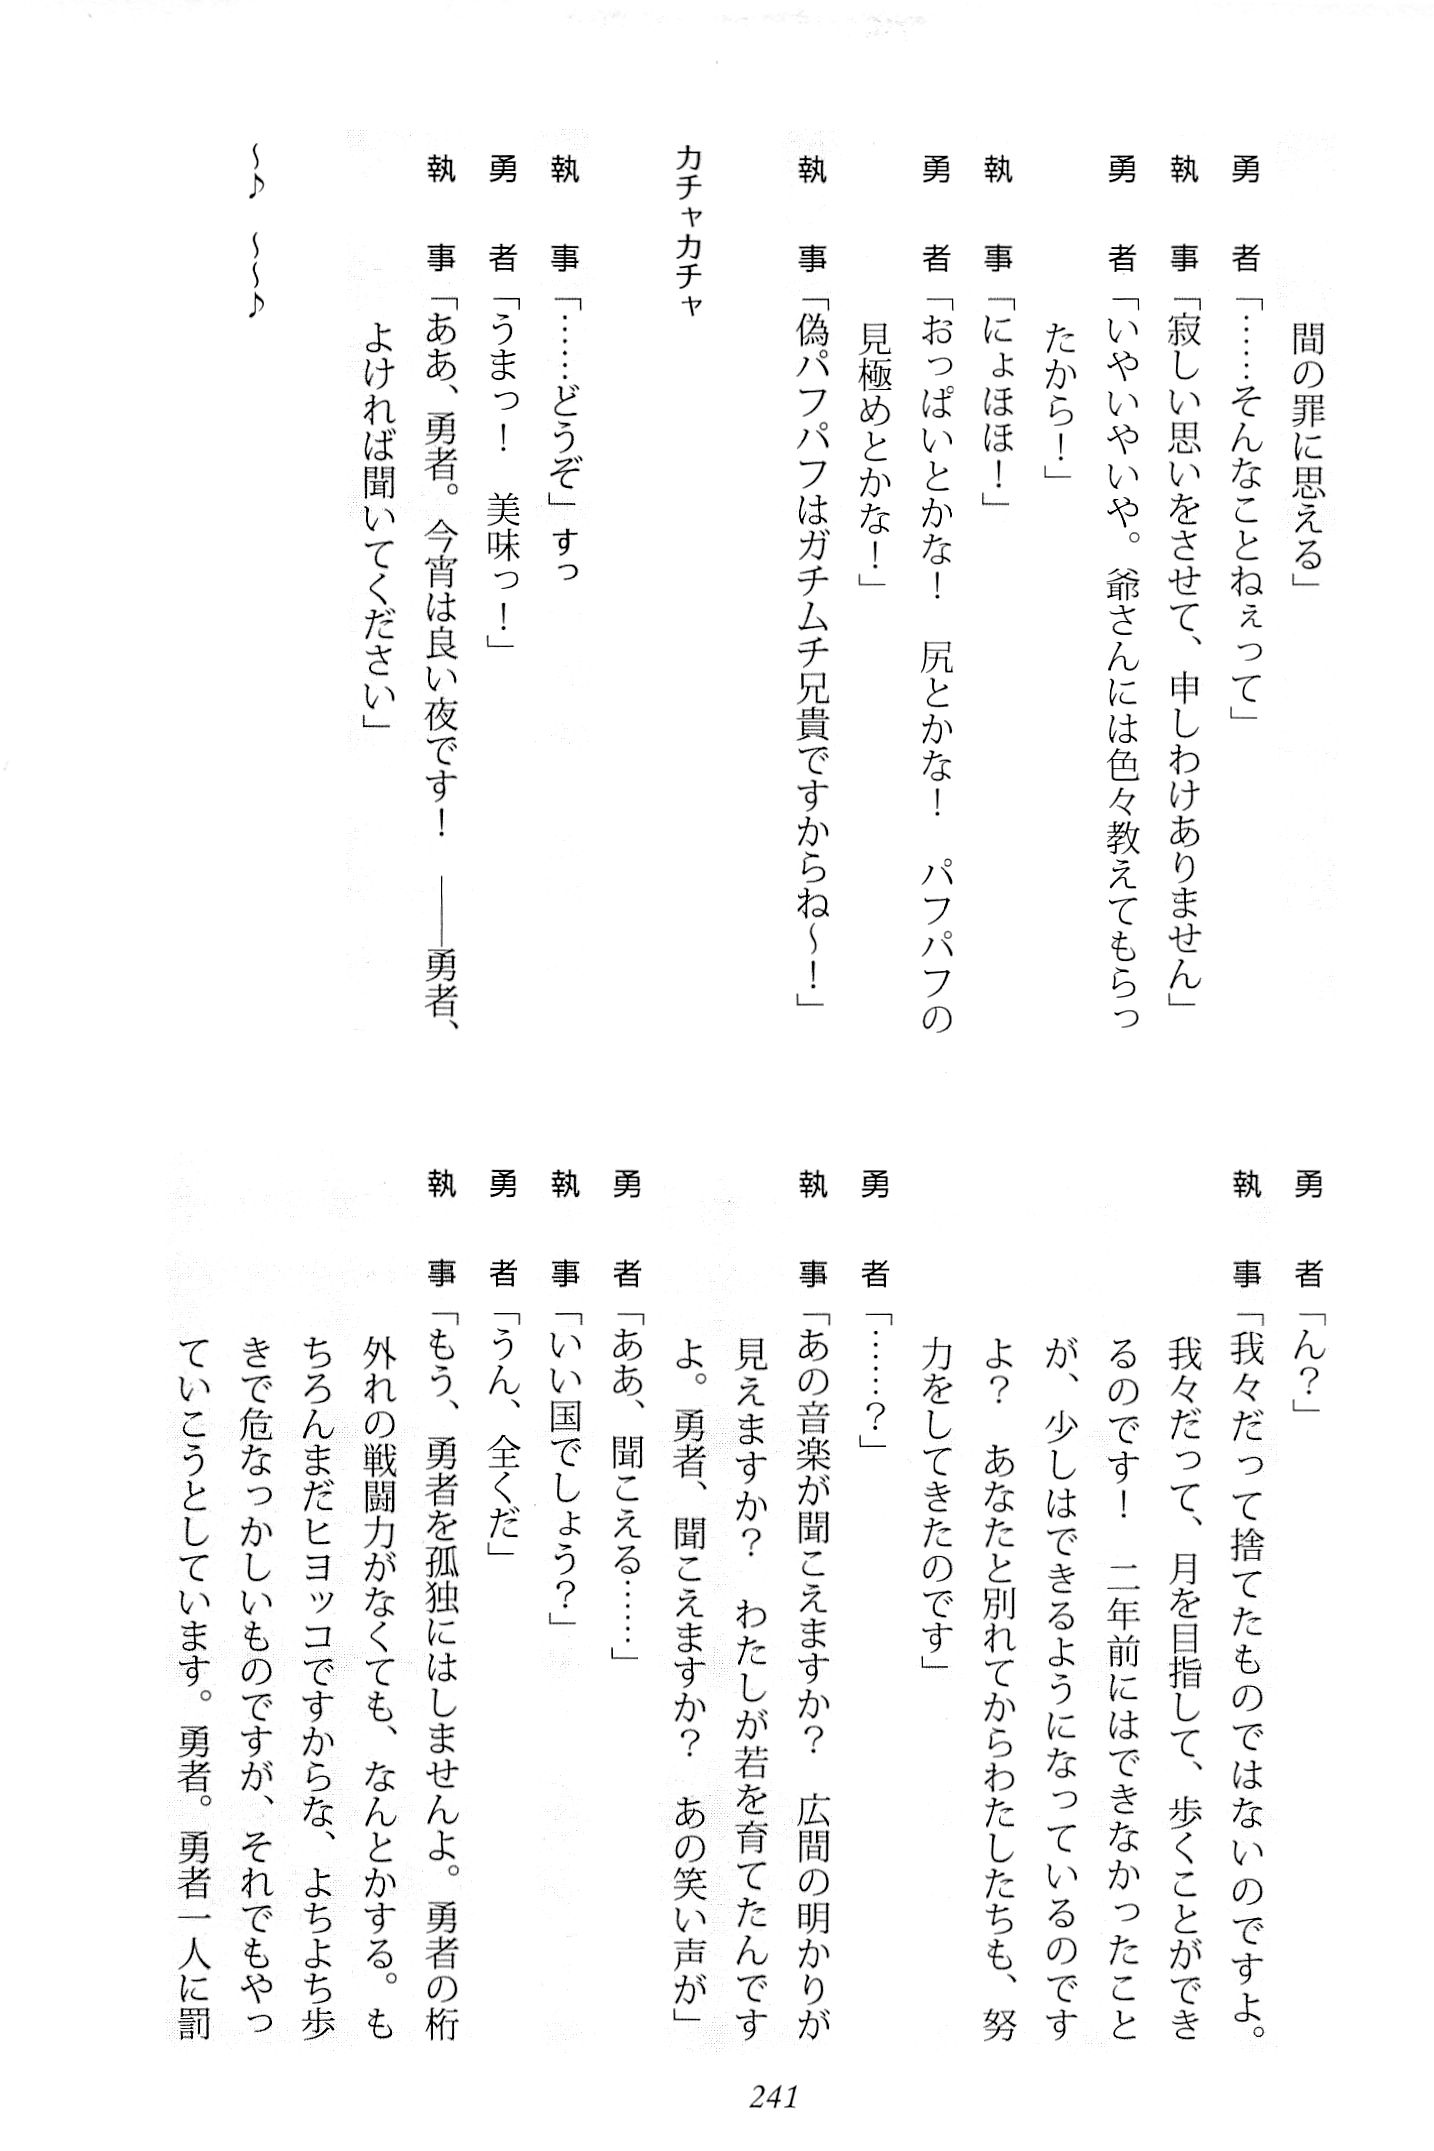 間の罪に思える」
勇　者「……そんなことねぇって」
執　事「寂しい思いをさせて、申しわけありません」
勇　者「いやいやいや。爺さんには色々教えてもらっ
たから！」
執　事「にょほほ！」
勇　者「おっぱいとかな！　尻とかな！　パフパフの
見極めとかな！」
執　事「偽パフパフはガチムチ兄貴ですからね～！」
カチャカチャ
執　事「……どうぞ」すっ
勇　者「うまっ！　美味っ！」
執　事「ああ、勇者。今宵は良い夜です！　――勇者、
よければ聞いてください」
～♪　～～♪
勇　者「ん？」
執　事「我々だって捨てたものではないのですよ。
我々だって、月を目指して、歩くことができ
るのです！　二年前にはできなかったこと
が、少しはできるようになっているのです
よ？　あなたと別れてからわたしたちも、努
力をしてきたのです」
勇　者「……？」
執　事「あの音楽が聞こえますか？　広間の明かりが
見えますか？　わたしが若を育てたんです
よ。勇者、聞こえますか？　あの笑い声が」
勇　者「ああ、聞こえる……」
執　事「いい国でしょう？」
勇　者「うん、全くだ」
執　事「もう、勇者を孤独にはしませんよ。勇者の桁
外れの戦闘力がなくても、なんとかする。も
ちろんまだヒヨッコですからな、よちよち歩
きで危なっかしいものですが、それでもやっ
ていこうとしています。勇者。勇者一人に罰
241